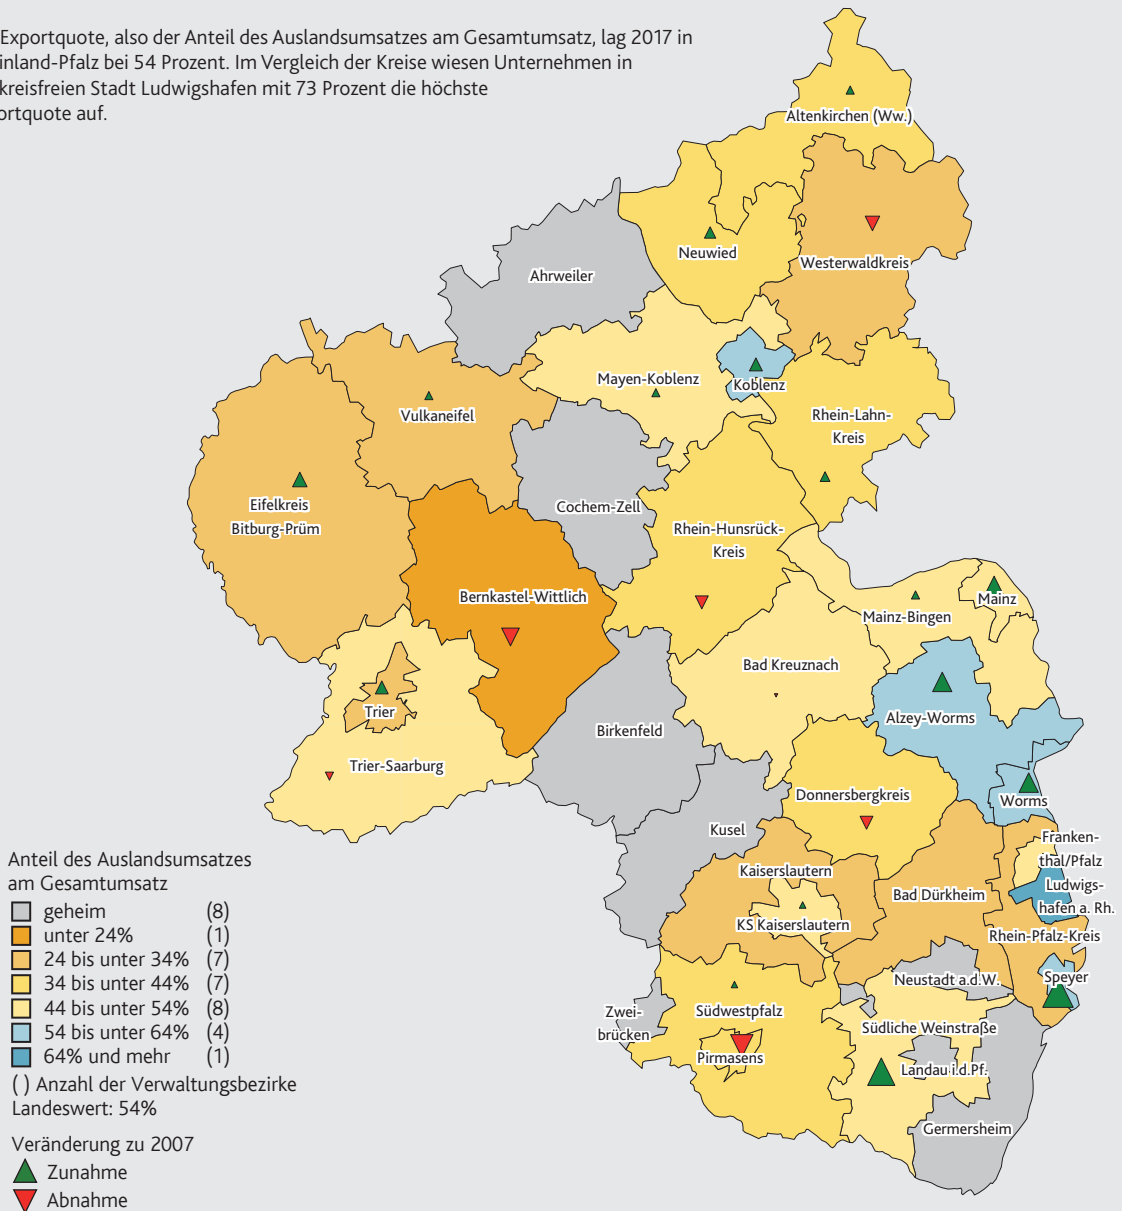 Exportquote, also der Anteil des Auslandsumsatzes am Gesamtumsatz, lag 2017 in
inland-Pfalz bei 54 Prozent. Im Vergleich der Kreise wiesen Unternehmen in
kreisfreien Stadt Ludwigshafen mit 73 Prozent die höchste
ortquote auf.
Altenkirchen (Ww.)
Neuwied
Westerwaldkreis
Ahrweiler
Mayen-Koblenz
Koblenz
Vulkaneifel
Rhein-Lahn-
Kreis
Eifelkreis
Bitburg-Prüm
Cochem-Zell
Rhein-Hunsrück-
Kreis
Bernkastel-Wittlich
Mainz
Mainz-Bingen
Bad Kreuznach
Trier
Alzey-Worms
Birkenfeld
Trier-Saarburg
Donnersbergkreis
Worms
Kusel
Franken-
thal/Pfalz
Kaiserslautern
Ludwigs-
hafen a. Rh.
Bad Dürkheim
KS Kaiserslautern
Rhein-Pfalz-Kreis
Neustadt a.d.W.
Speyer
Zwei-
brücken
Südwestpfalz
Südliche Weinstraße
Pirmasens
Landau i.d.Pf.
Germersheim
Anteil des Auslandsumsatzes
am Gesamtumsatz
geheim (8)
unter 24% (1)
24 bis unter 34% (7)
34 bis unter 44% (7)
44 bis unter 54% (8)
54 bis unter 64% (4)
64% und mehr (1)
( ) Anzahl der Verwaltungsbezirke
Landeswert: 54%
Veränderung zu 2007
Zunahme
Abnahme